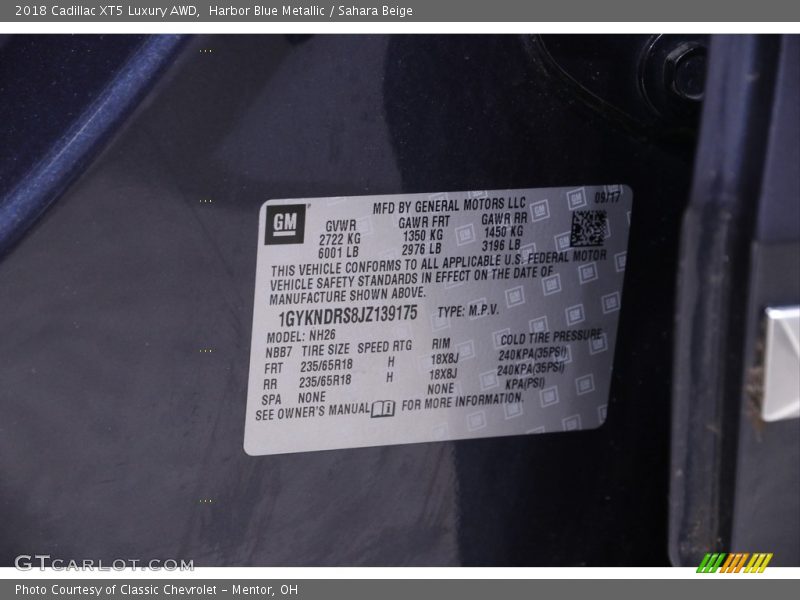 2018 Cadillac XT5 Luxury AWD, Harbor Blue Metallic / Sahara Beige
GM
MFD BY GENERAL MOTORS LLC 09/17
GVWR GAWR FRT GAWR RR
2722 KG 1350 KG 1450 KG
6001 LB 2976 LB 3196 LB
THIS VEHICLE CONFORMS TO ALL APPLICABLE U.S. FEDERAL MOTOR
VEHICLE SAFETY STANDARDS IN EFFECT ON THE DATE OF
MANUFACTURE SHOWN ABOVE.
1GYKNDRS8JZ139175 TYPE: M.P.V.
MODEL: NH26
NBB7 TIRE SIZE SPEED RTG RIM COLD TIRE PRESSURE
FRT 235/65R18 H 18X8J 240KPA(35PSI)
RR 235/65R18 H 18X8J 240KPA(35PSI)
SPA NONE NONE KPA(PSI)
SEE OWNER'S MANUAL FOR MORE INFORMATION.
GTCARLOT.COM
Photo Courtesy of Classic Chevrolet - Mentor, OH